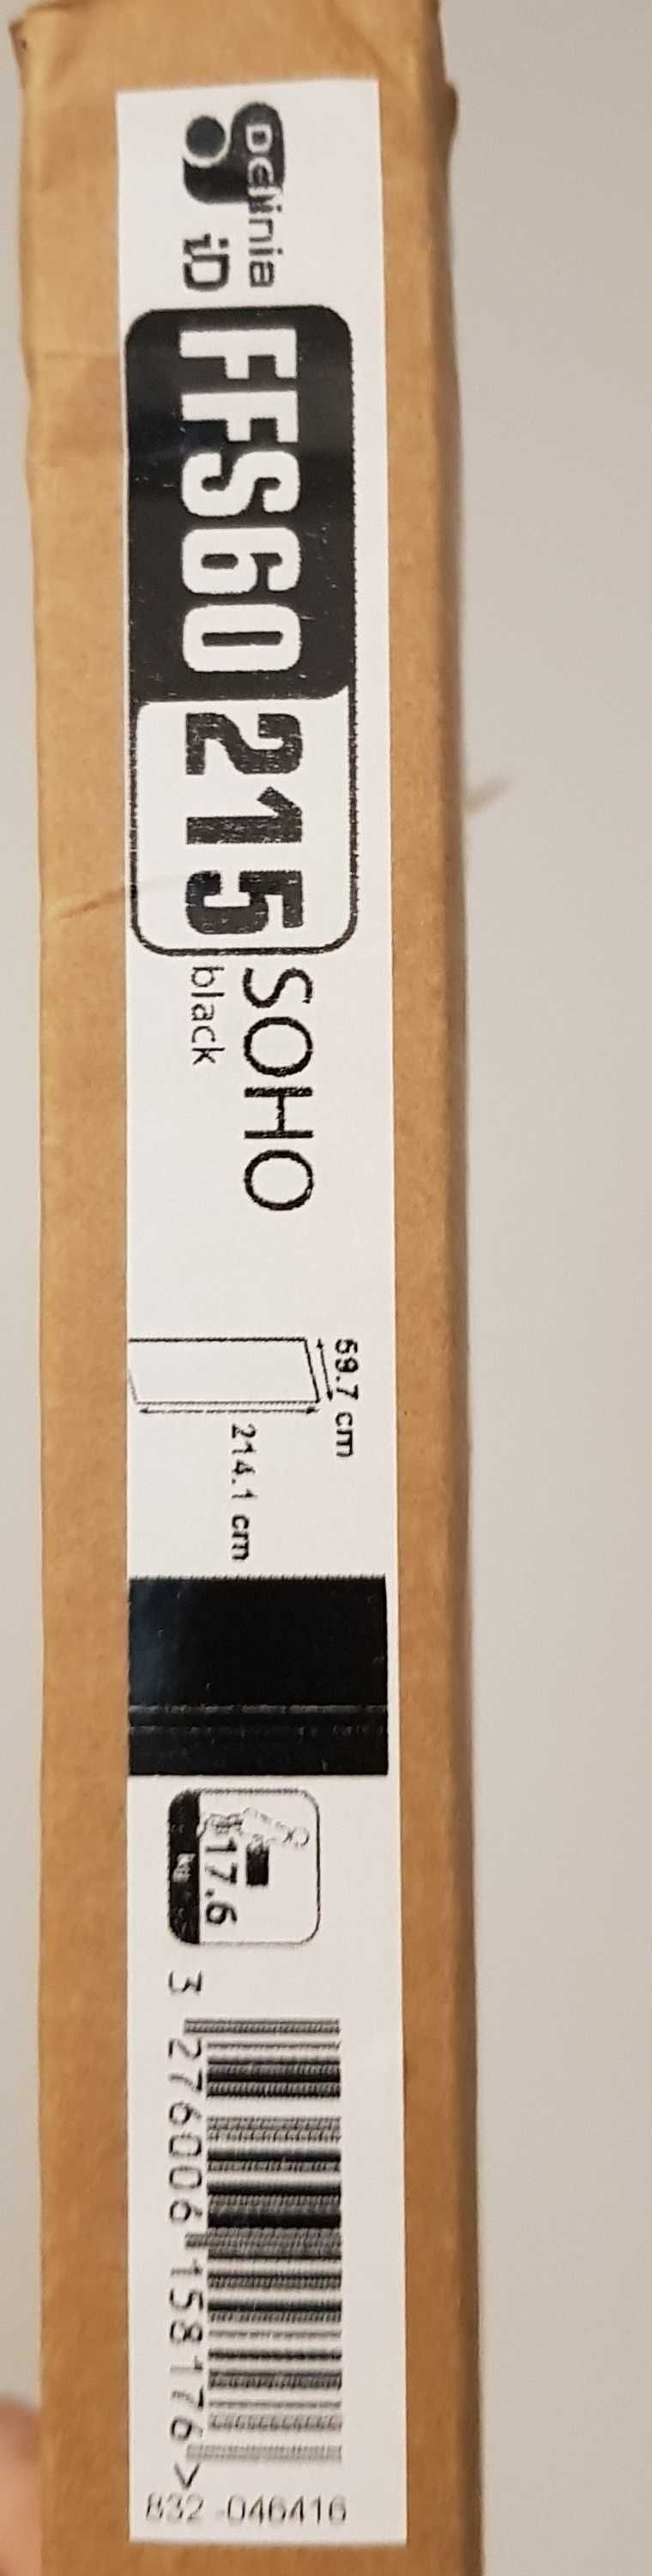 Delinia
iD
FFS60 215
SOHO
black
59.7 cm
214.1 cm
17.6
kg
3 276006 158176 >
832 -046416